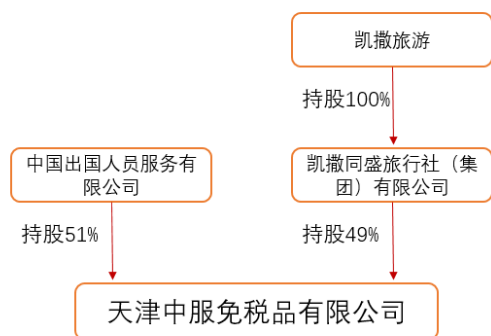 凯撒旅游
持股100%
中国出国人员服务有
限公司
凯撒同盛旅行社（集
团）有限公司
持股51%
持股49%
天津中服免税品有限公司